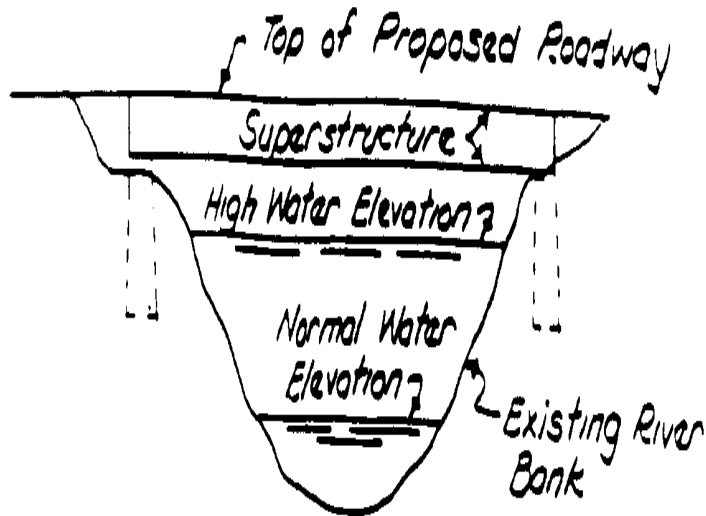 Top of Proposed Roadway
Superstructure
High Water Elevation
Normal Water
Elevation
Existing River
Bank